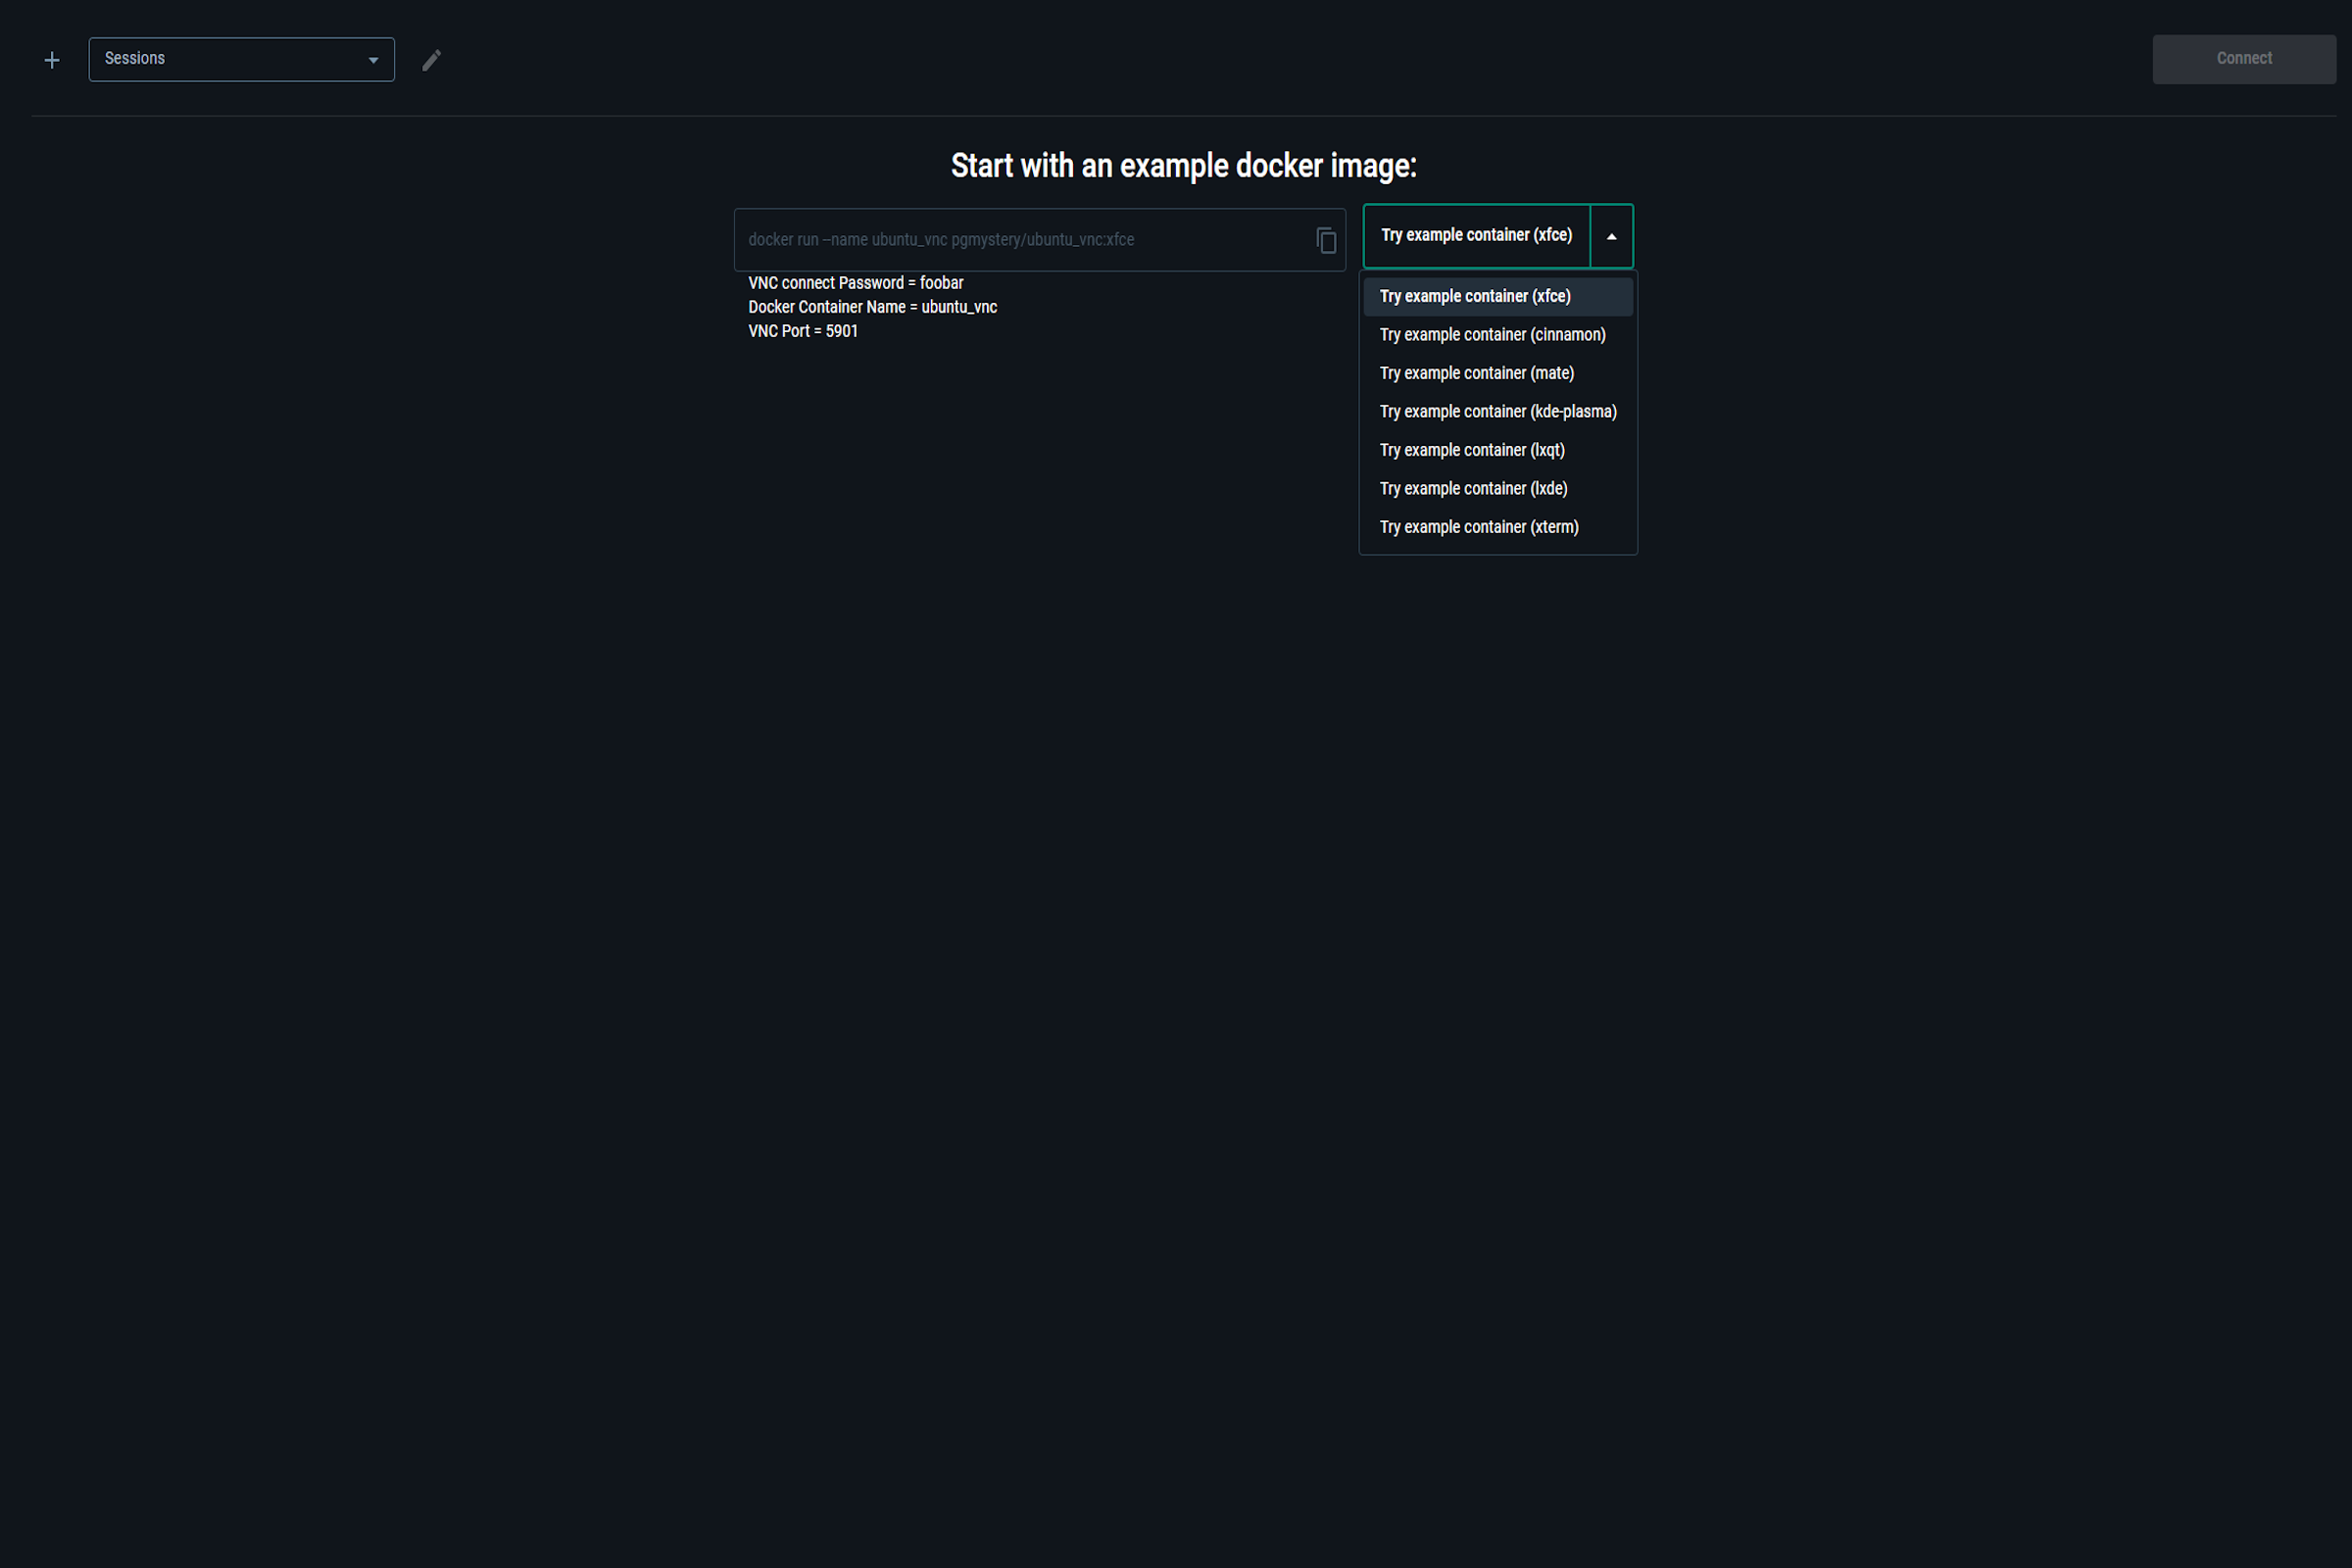 Sessions
Connect
Start with an example docker image:
docker run --name ubuntu_vnc pgmystery/ubuntu_vnc:xfce
Try example container (xfce)
VNC connect Password = foobar
Docker Container Name = ubuntu_vnc
VNC Port = 5901
Try example container (xfce)
Try example container (cinnamon)
Try example container (mate)
Try example container (kde-plasma)
Try example container (lxqt)
Try example container (lxde)
Try example container (xterm)